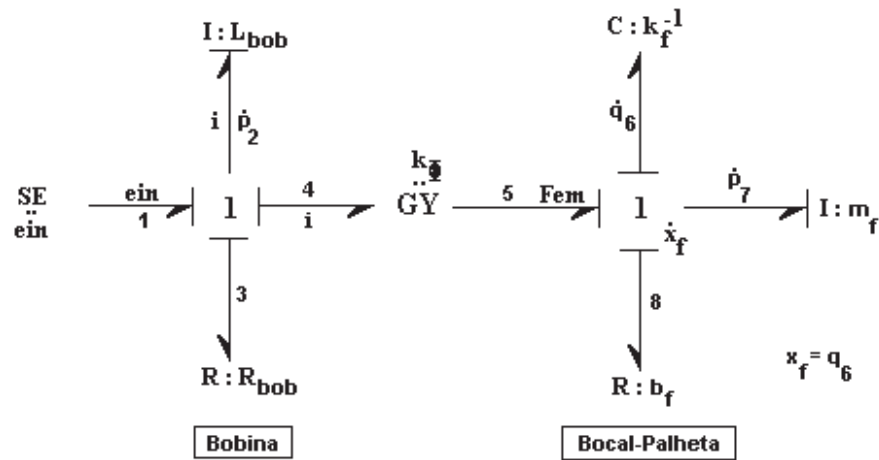 I : L_bob
C : k_f^-1
i ṗ_2
q̇_6
SE
ein
ein
1
1
4
i
k_Φ
GY
5 Fem
1
ẋ_f
ṗ_7
I : m_f
3
8
R : R_bob
R : b_f
x_f = q_6
Bobina
Bocal-Palheta